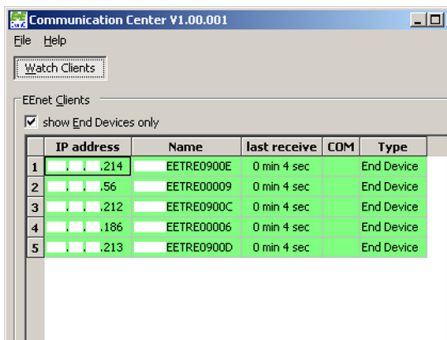 Communication Center V1.00.001
File Help
Watch Clients
EEnet Clients
show End Devices only
IP address Name last receive COM Type
1 . . .214 EETRE0900E 0 min 4 sec End Device
2 . . .56 EETRE00009 0 min 4 sec End Device
3 . . .212 EETRE0900C 0 min 4 sec End Device
4 . . .186 EETRE00006 0 min 4 sec End Device
5 . . .213 EETRE0900D 0 min 4 sec End Device